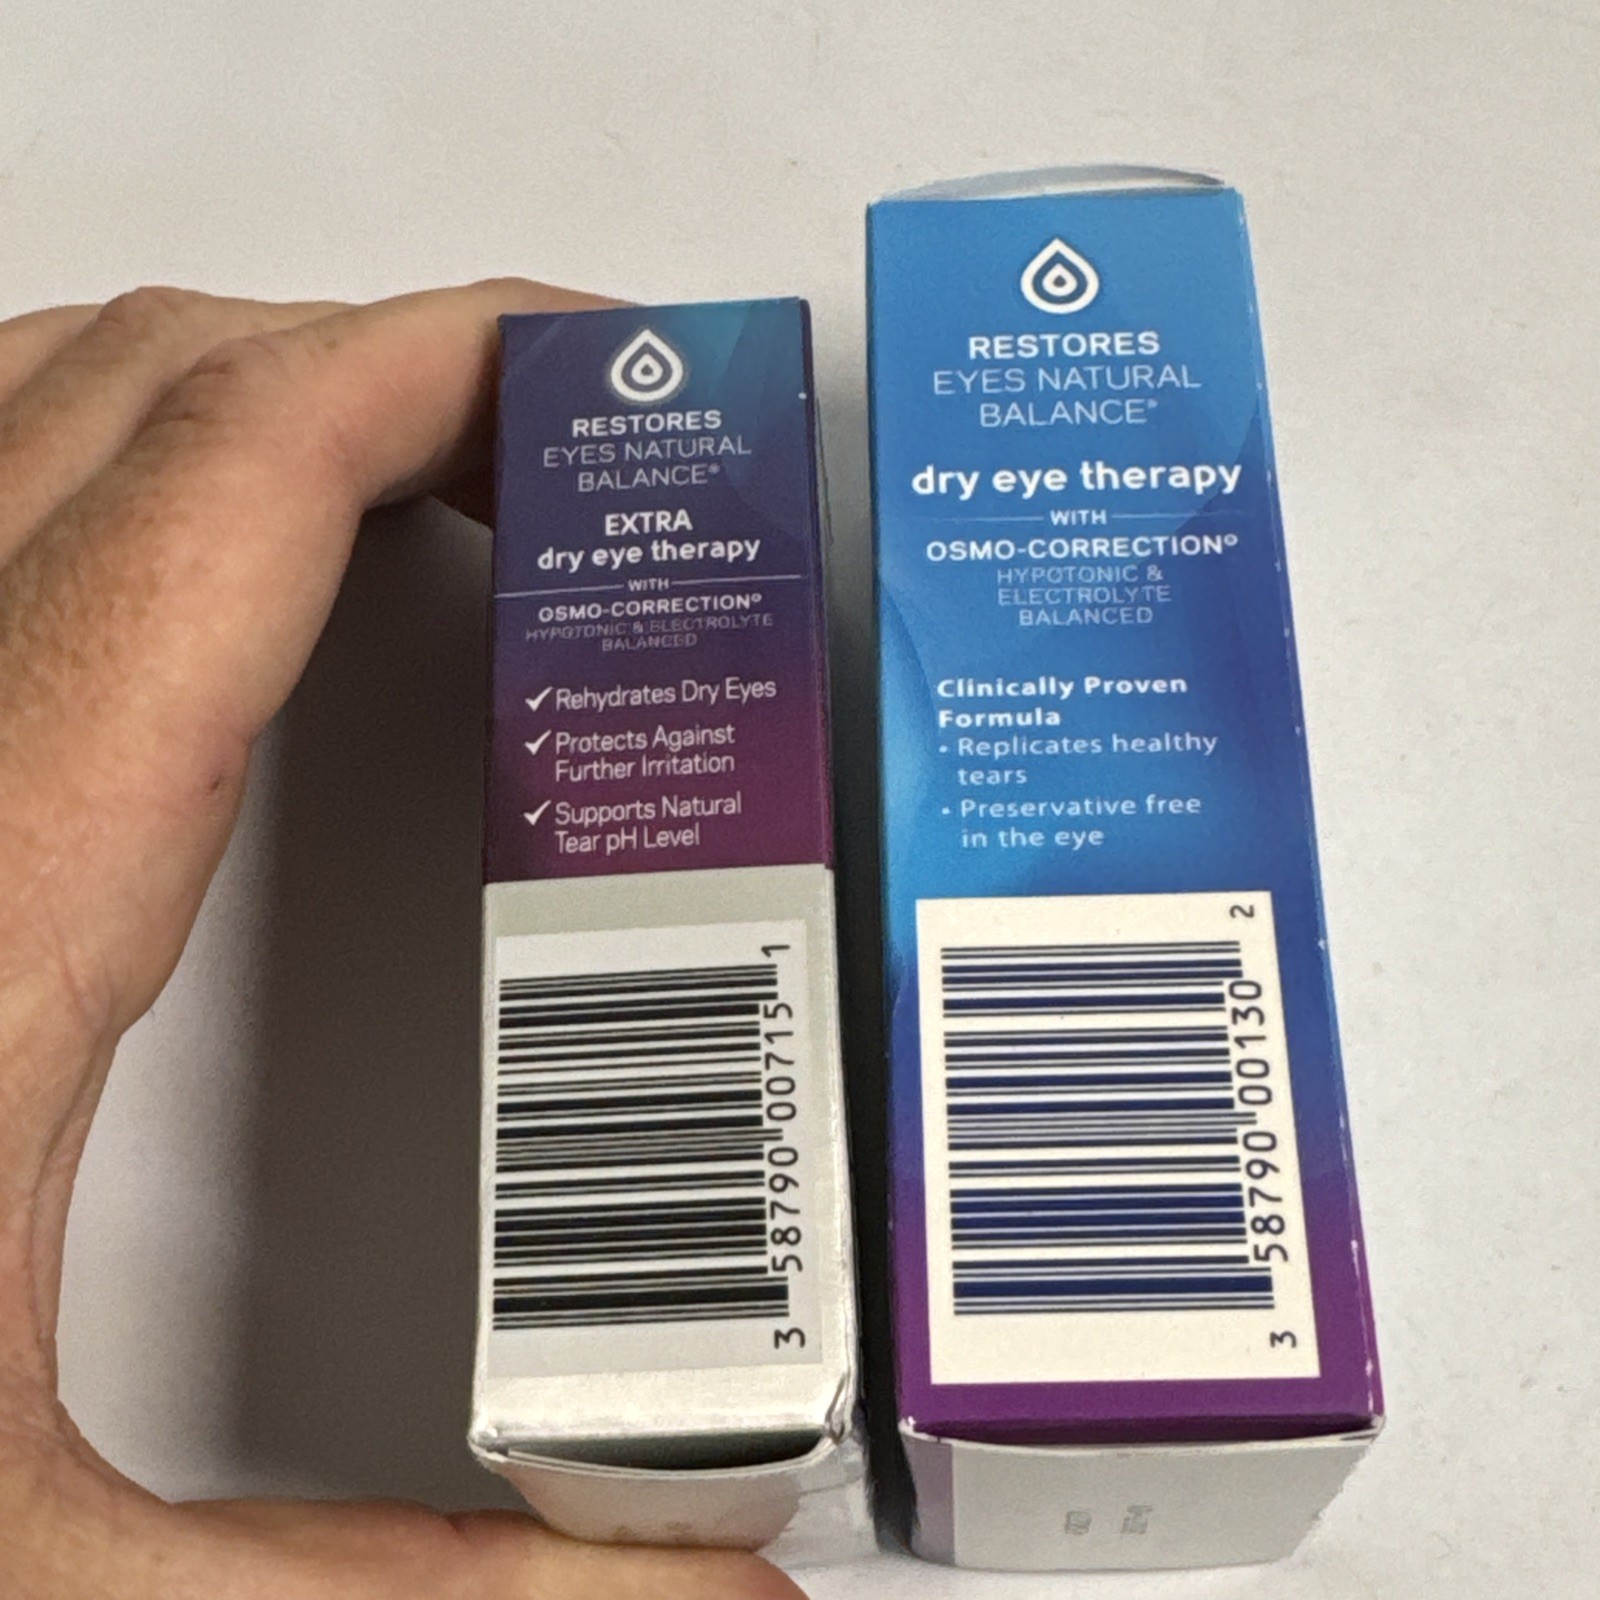 RESTORES
EYES NATURAL
BALANCE®
EXTRA
dry eye therapy
WITH
OSMO-CORRECTION®
HYPOTONIC & ELECTROLYTE
BALANCED
✓ Rehydrates Dry Eyes
✓ Protects Against
Further Irritation
✓ Supports Natural
Tear pH Level
3 58790 00715 1
RESTORES
EYES NATURAL
BALANCE®
dry eye therapy
WITH
OSMO-CORRECTION®
HYPOTONIC &
ELECTROLYTE
BALANCED
Clinically Proven
Formula
• Replicates healthy
tears
• Preservative free
in the eye
3 58790 00130 2